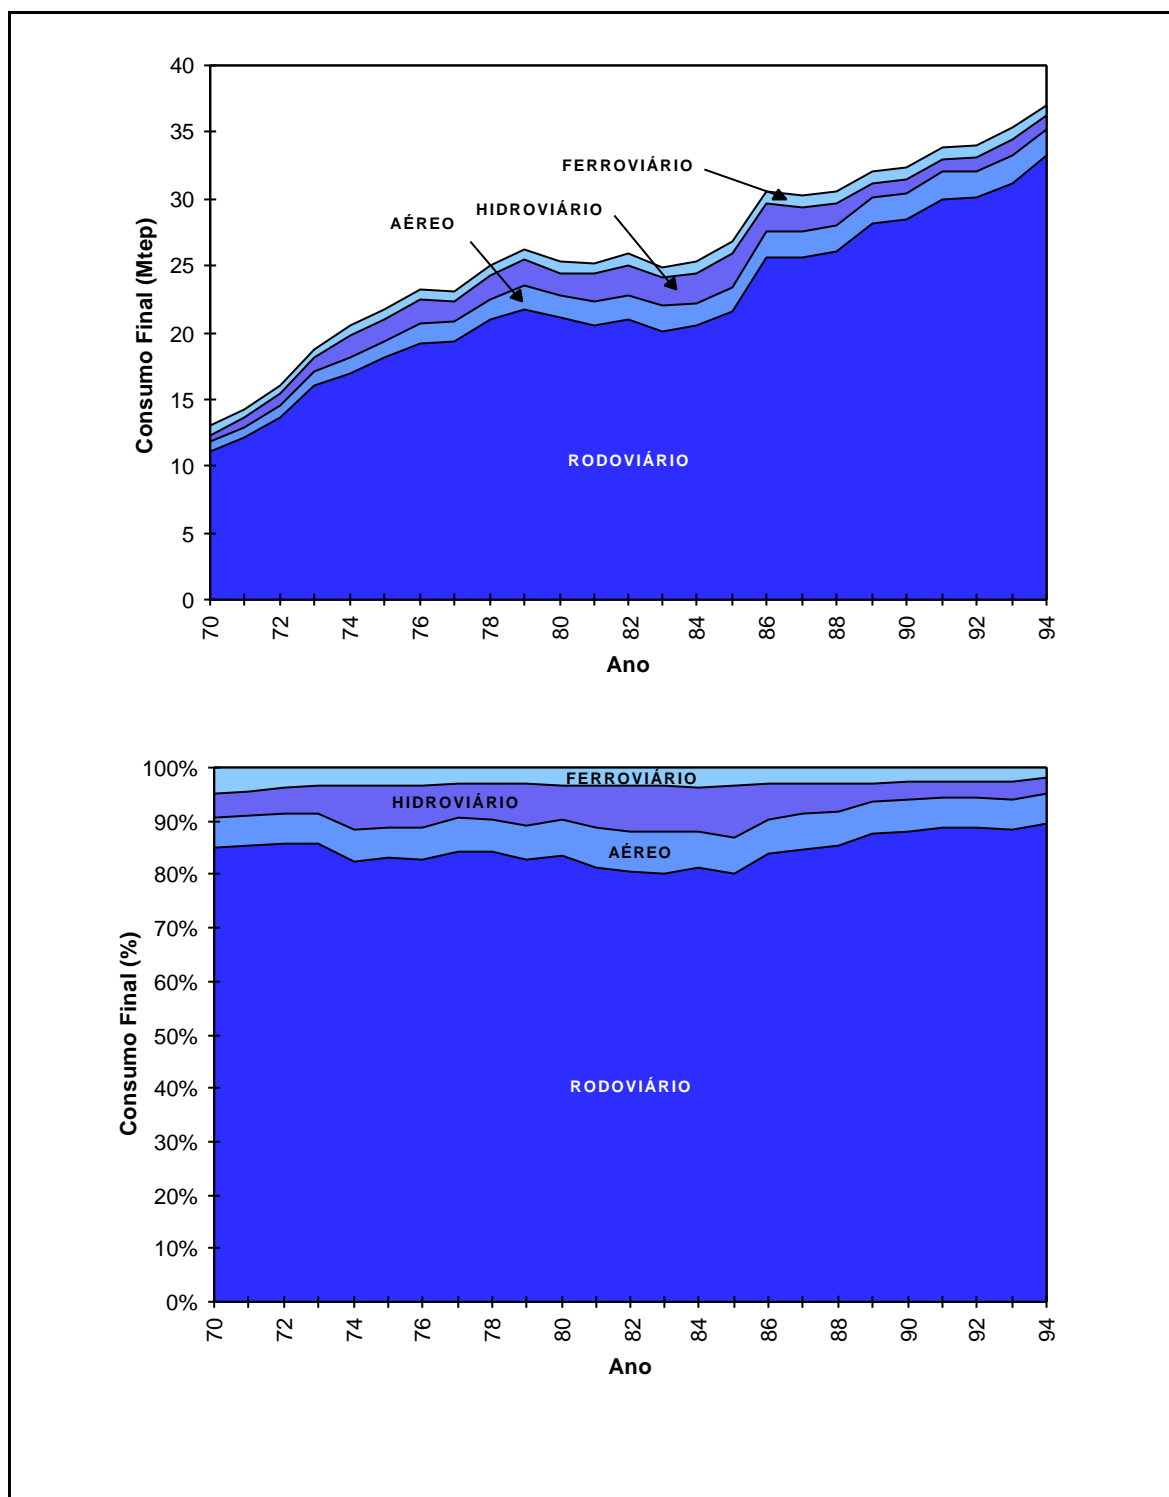 40
35
30
25
20
15
10
5
0
Consumo Final (Mtep)
FERROVIÁRIO
HIDROVIÁRIO
AÉREO
RODOVIÁRIO
70 72 74 76 78 80 82 84 86 88 90 92 94
Ano
100%
90%
80%
70%
60%
50%
40%
30%
20%
10%
0%
Consumo Final (%)
FERROVIÁRIO
HIDROVIÁRIO
AÉREO
RODOVIÁRIO
70 72 74 76 78 80 82 84 86 88 90 92 94
Ano